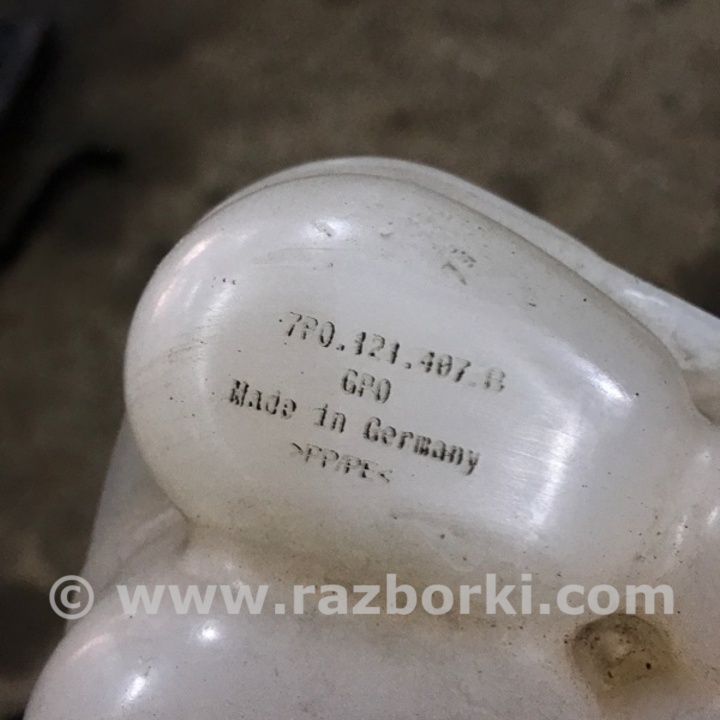 7P0.121.407.B
GPO
Made in Germany
>PP/PE<
© www.razborki.com